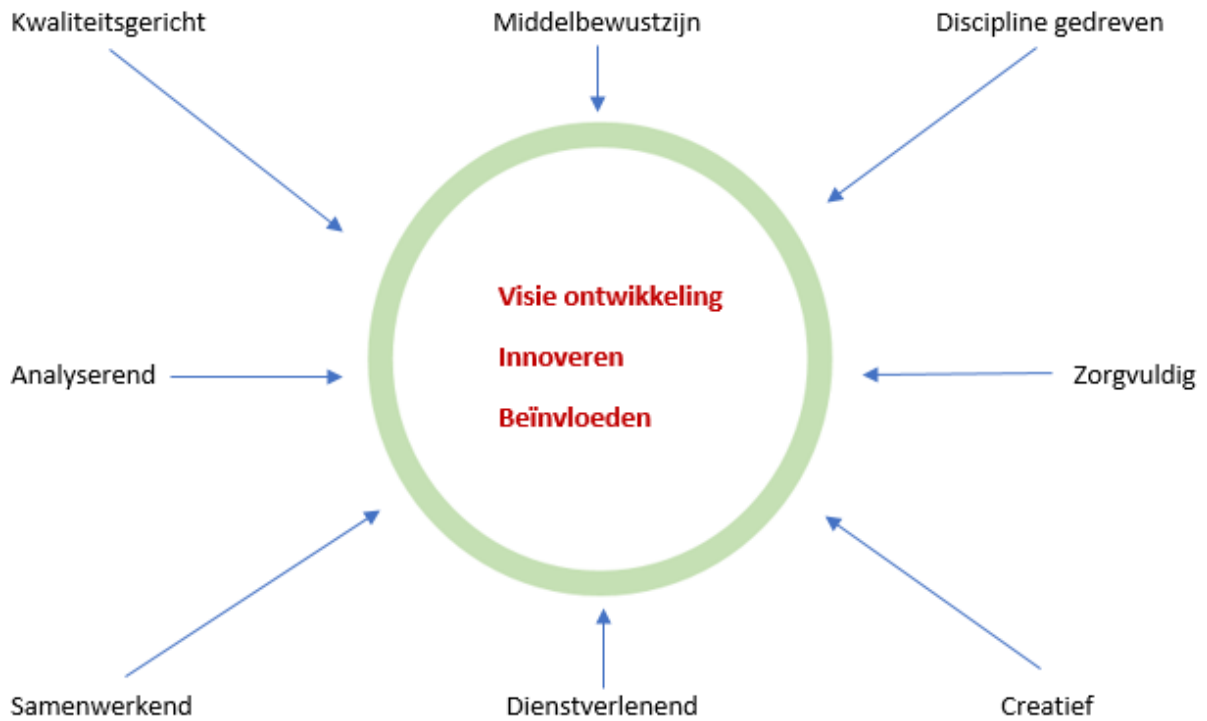 Kwaliteitsgericht
Middelbewustzijn
Discipline gedreven
Visie ontwikkeling
Innoveren
Beïnvloeden
Analyserend
Zorgvuldig
Samenwerkend
Dienstverlenend
Creatief